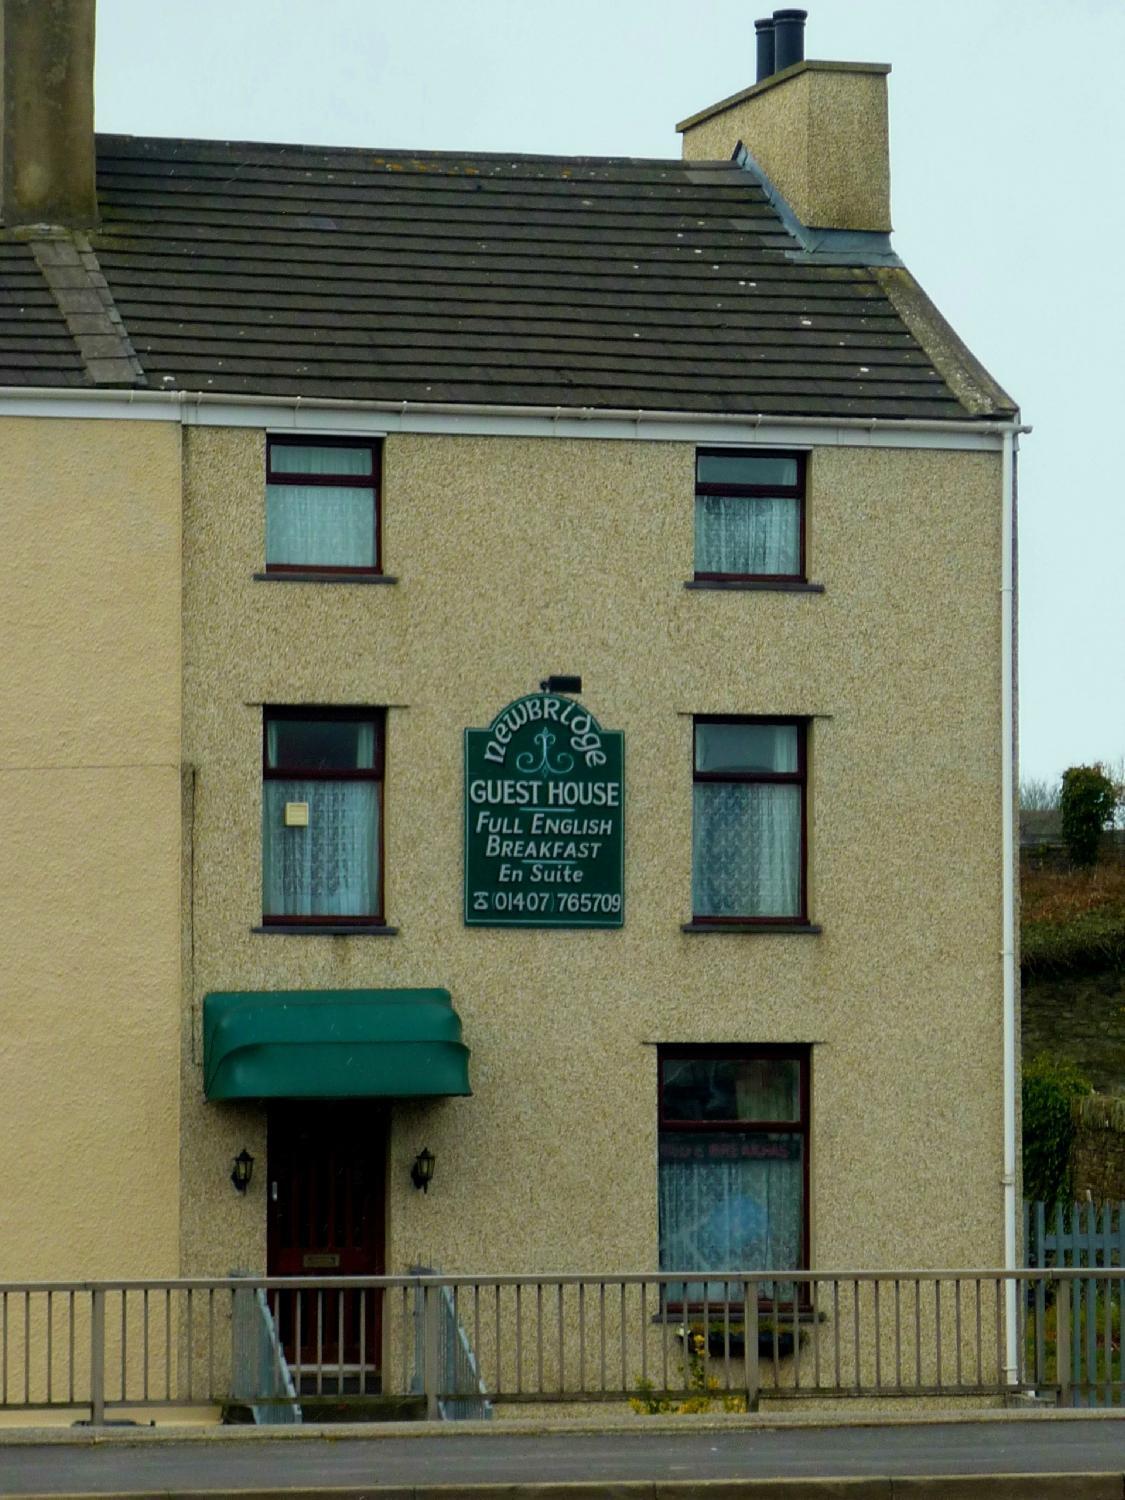 Newbridge
GUEST HOUSE
FULL ENGLISH
BREAKFAST
En Suite
☎ (01407) 765709